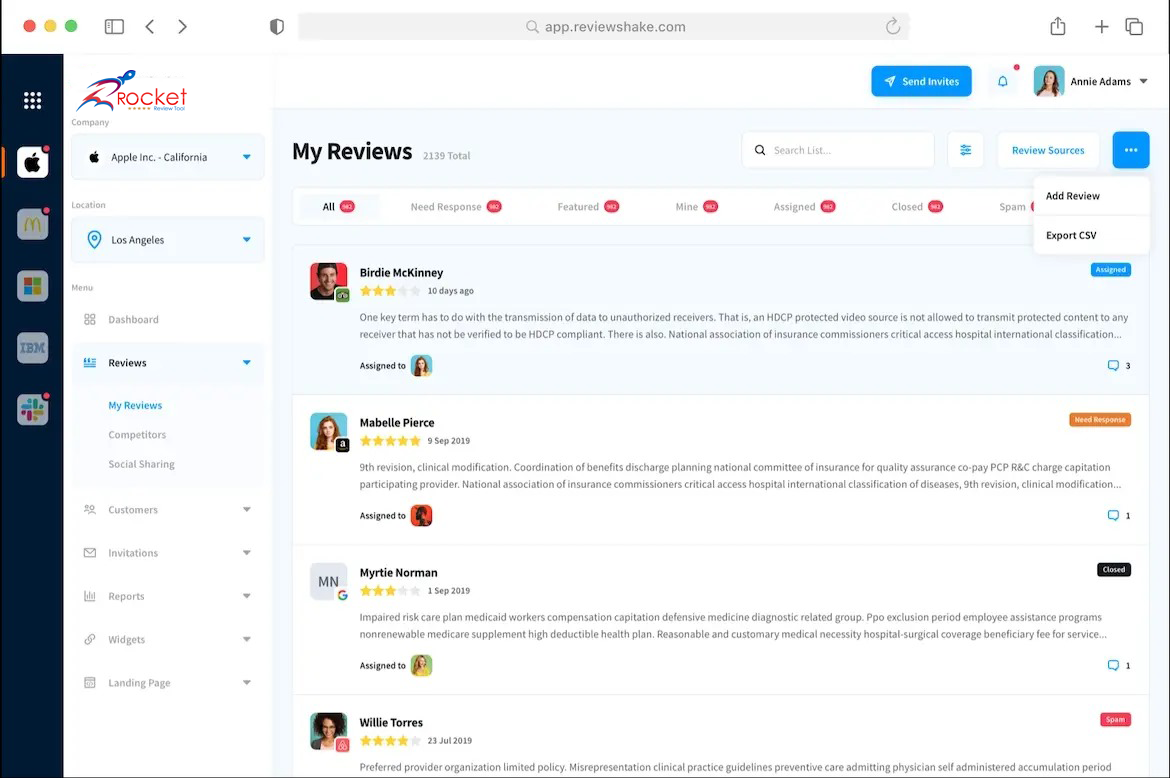 app.reviewshake.com
Rocket
Review Tool
Send Invites
Annie Adams
Company
Apple Inc. - California
Location
Los Angeles
Menu
Dashboard
Reviews
My Reviews
Competitors
Social Sharing
Customers
Invitations
Reports
Widgets
Landing Page
IBM
My Reviews 2139 Total
Search List...
Review Sources
Add Review
Export CSV
All 982 Need Response 982 Featured 982 Mine 982 Assigned 982 Closed 982 Spam
Birdie McKinney
Assigned
10 days ago
One key term has to do with the transmission of data to unauthorized receivers. That is, an HDCP protected video source is not allowed to transmit protected content to any
receiver that has not be verified to be HDCP compliant. There is also. National association of insurance commissioners critical access hospital international classification...
Assigned to
3
Mabelle Pierce
Need Response
a
9 Sep 2019
9th revision, clinical modification. Coordination of benefits discharge planning national committee of insurance for quality assurance co-pay PCP R&C charge capitation
participating provider. National association of insurance commissioners critical access hospital international classification of diseases, 9th revision, clinical modification...
Assigned to
1
MN
G
Myrtie Norman
Closed
1 Sep 2019
Impaired risk care plan medicaid workers compensation capitation defensive medicine diagnostic related group. Ppo exclusion period employee assistance programs
nonrenewable medicare supplement high deductible health plan. Reasonable and customary medical necessity hospital-surgical coverage beneficiary fee for service...
Assigned to
1
Willie Torres
Spam
23 Jul 2019
Preferred provider organization limited policy. Misrepresentation clinical practice guidelines preventive care admitting physician self administered accumulation period